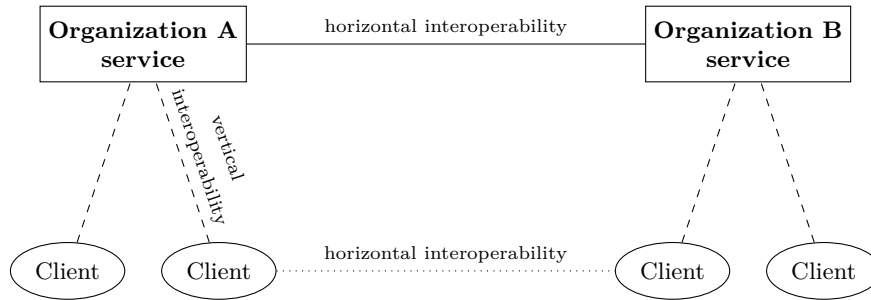 horizontal interoperability
Organization A
service
Organization B
service
vertical
interoperability
horizontal interoperability
Client
Client
Client
Client